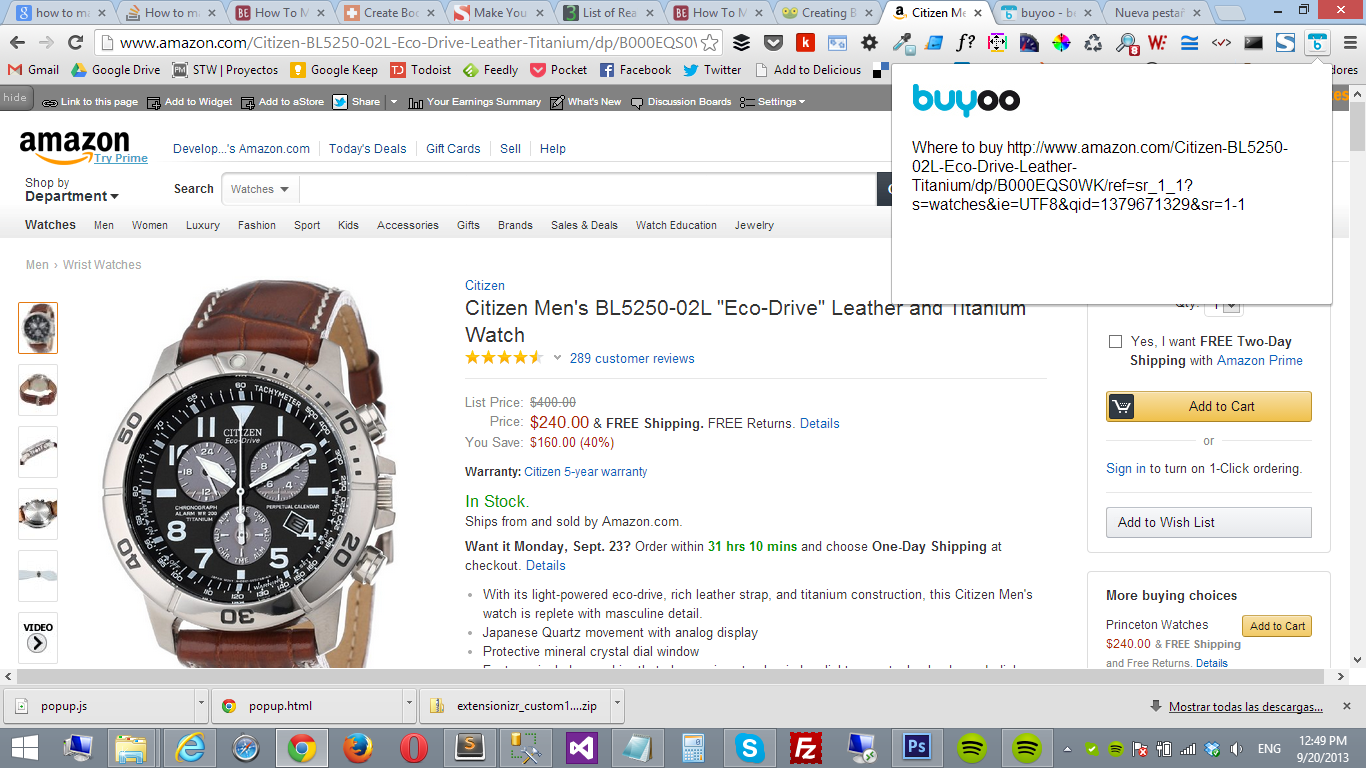 how to ma
How to ma
How To M
Create Boo
Make You
List of Rea
How To M
Creating B
Citizen Me
buyoo - be
Nueva pestañ
www.amazon.com/Citizen-BL5250-02L-Eco-Drive-Leather-Titanium/dp/B000EQS0W
Gmail
Google Drive
STW | Proyectos
Google Keep
Todoist
Feedly
Pocket
Facebook
Twitter
Add to Delicious
adores
hide
Link to this page
Add to Widget
Add to aStore
Share
Your Earnings Summary
What's New
Discussion Boards
Settings
buyoo
Where to buy http://www.amazon.com/Citizen-BL5250-
02L-Eco-Drive-Leather-
Titanium/dp/B000EQS0WK/ref=sr_1_1?
s=watches&ie=UTF8&qid=1379671329&sr=1-1
amazon
Try Prime
Develop...'s Amazon.com
Today's Deals
Gift Cards
Sell
Help
Shop by
Department
Search
Watches
Watches
Men
Women
Luxury
Fashion
Sport
Kids
Accessories
Gifts
Brands
Sales & Deals
Watch Education
Jewelry
Men › Wrist Watches
Citizen
Citizen Men's BL5250-02L "Eco-Drive" Leather and Titanium
Watch
289 customer reviews
List Price: $400.00
Price: $240.00 & FREE Shipping. FREE Returns. Details
You Save: $160.00 (40%)
Warranty: Citizen 5-year warranty
In Stock.
Ships from and sold by Amazon.com.
Want it Monday, Sept. 23? Order within 31 hrs 10 mins and choose One-Day Shipping at
checkout. Details
With its light-powered eco-drive, rich leather strap, and titanium construction, this Citizen Men's
watch is replete with masculine detail.
Japanese Quartz movement with analog display
Protective mineral crystal dial window
TACHYMETER
CITIZEN
Eco-Drive
CHRONOGRAPH
ALARM WR 200
TITANIUM
PERPETUAL CALENDAR
VIDEO
Qty: 1
Yes, I want FREE Two-Day
Shipping with Amazon Prime
Add to Cart
or
Sign in to turn on 1-Click ordering.
Add to Wish List
More buying choices
Princeton Watches
Add to Cart
$240.00 & FREE Shipping
and Free Returns. Details
popup.js
popup.html
extensionizr_custom1....zip
Mostrar todas las descargas...
ENG
12:49 PM
9/20/2013